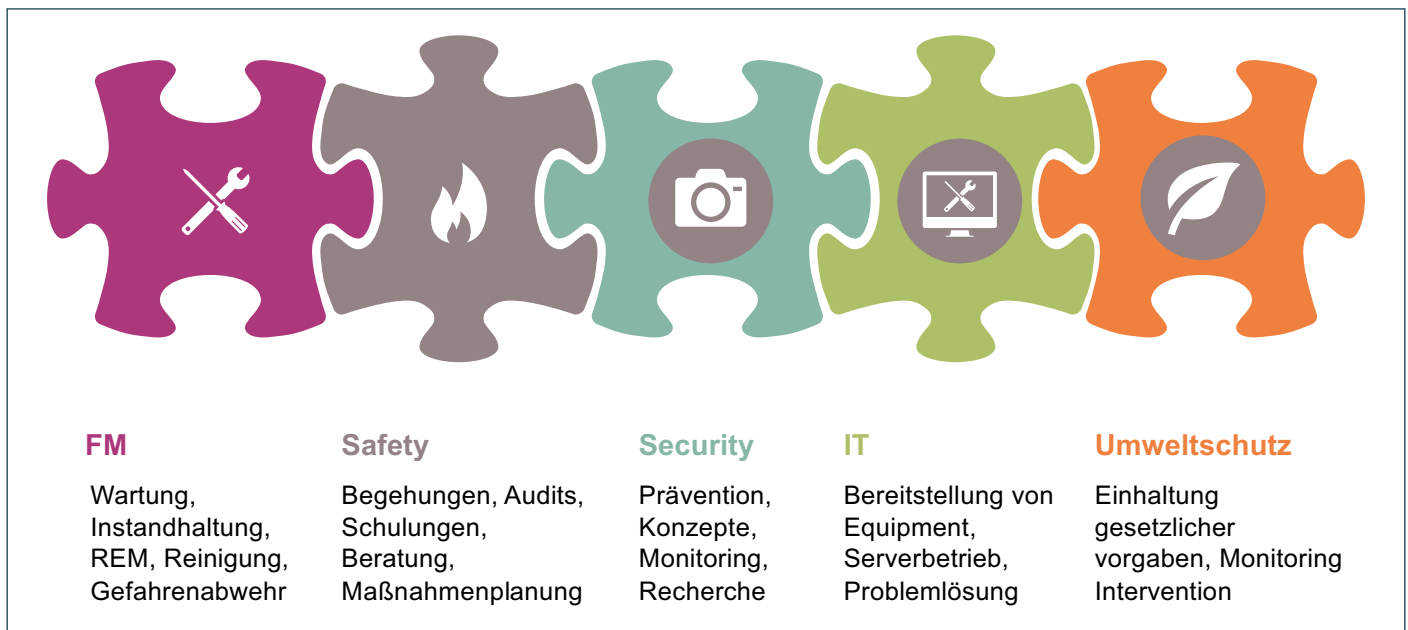 FM
Wartung,
Instandhaltung,
REM, Reinigung,
Gefahrenabwehr
Safety
Begehungen, Audits,
Schulungen,
Beratung,
Maßnahmenplanung
Security
Prävention,
Konzepte,
Monitoring,
Recherche
IT
Bereitstellung von
Equipment,
Serverbetrieb,
Problemlösung
Umweltschutz
Einhaltung
gesetzlicher
vorgaben, Monitoring
Intervention